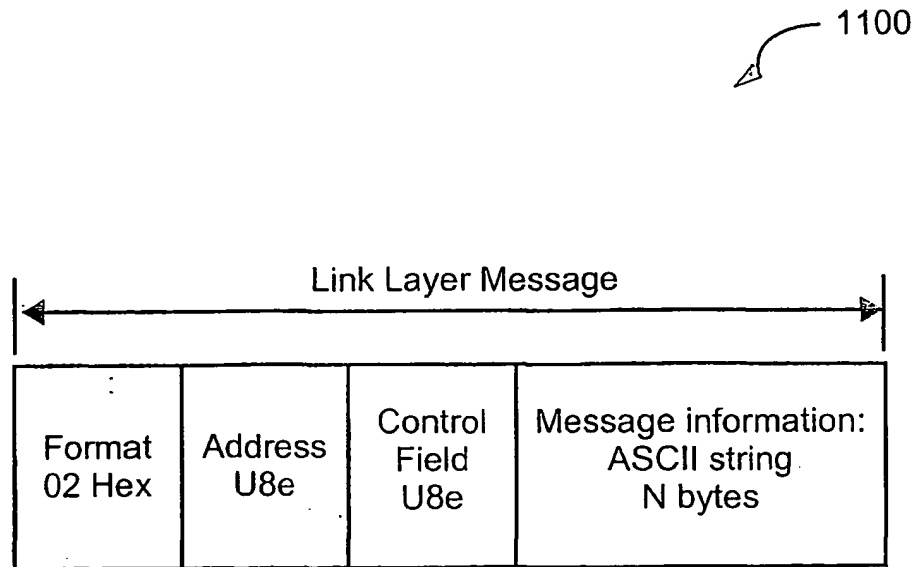 1100
Link Layer Message
Format
02 Hex
Address
U8e
Control
Field
U8e
Message information:
ASCII string
N bytes